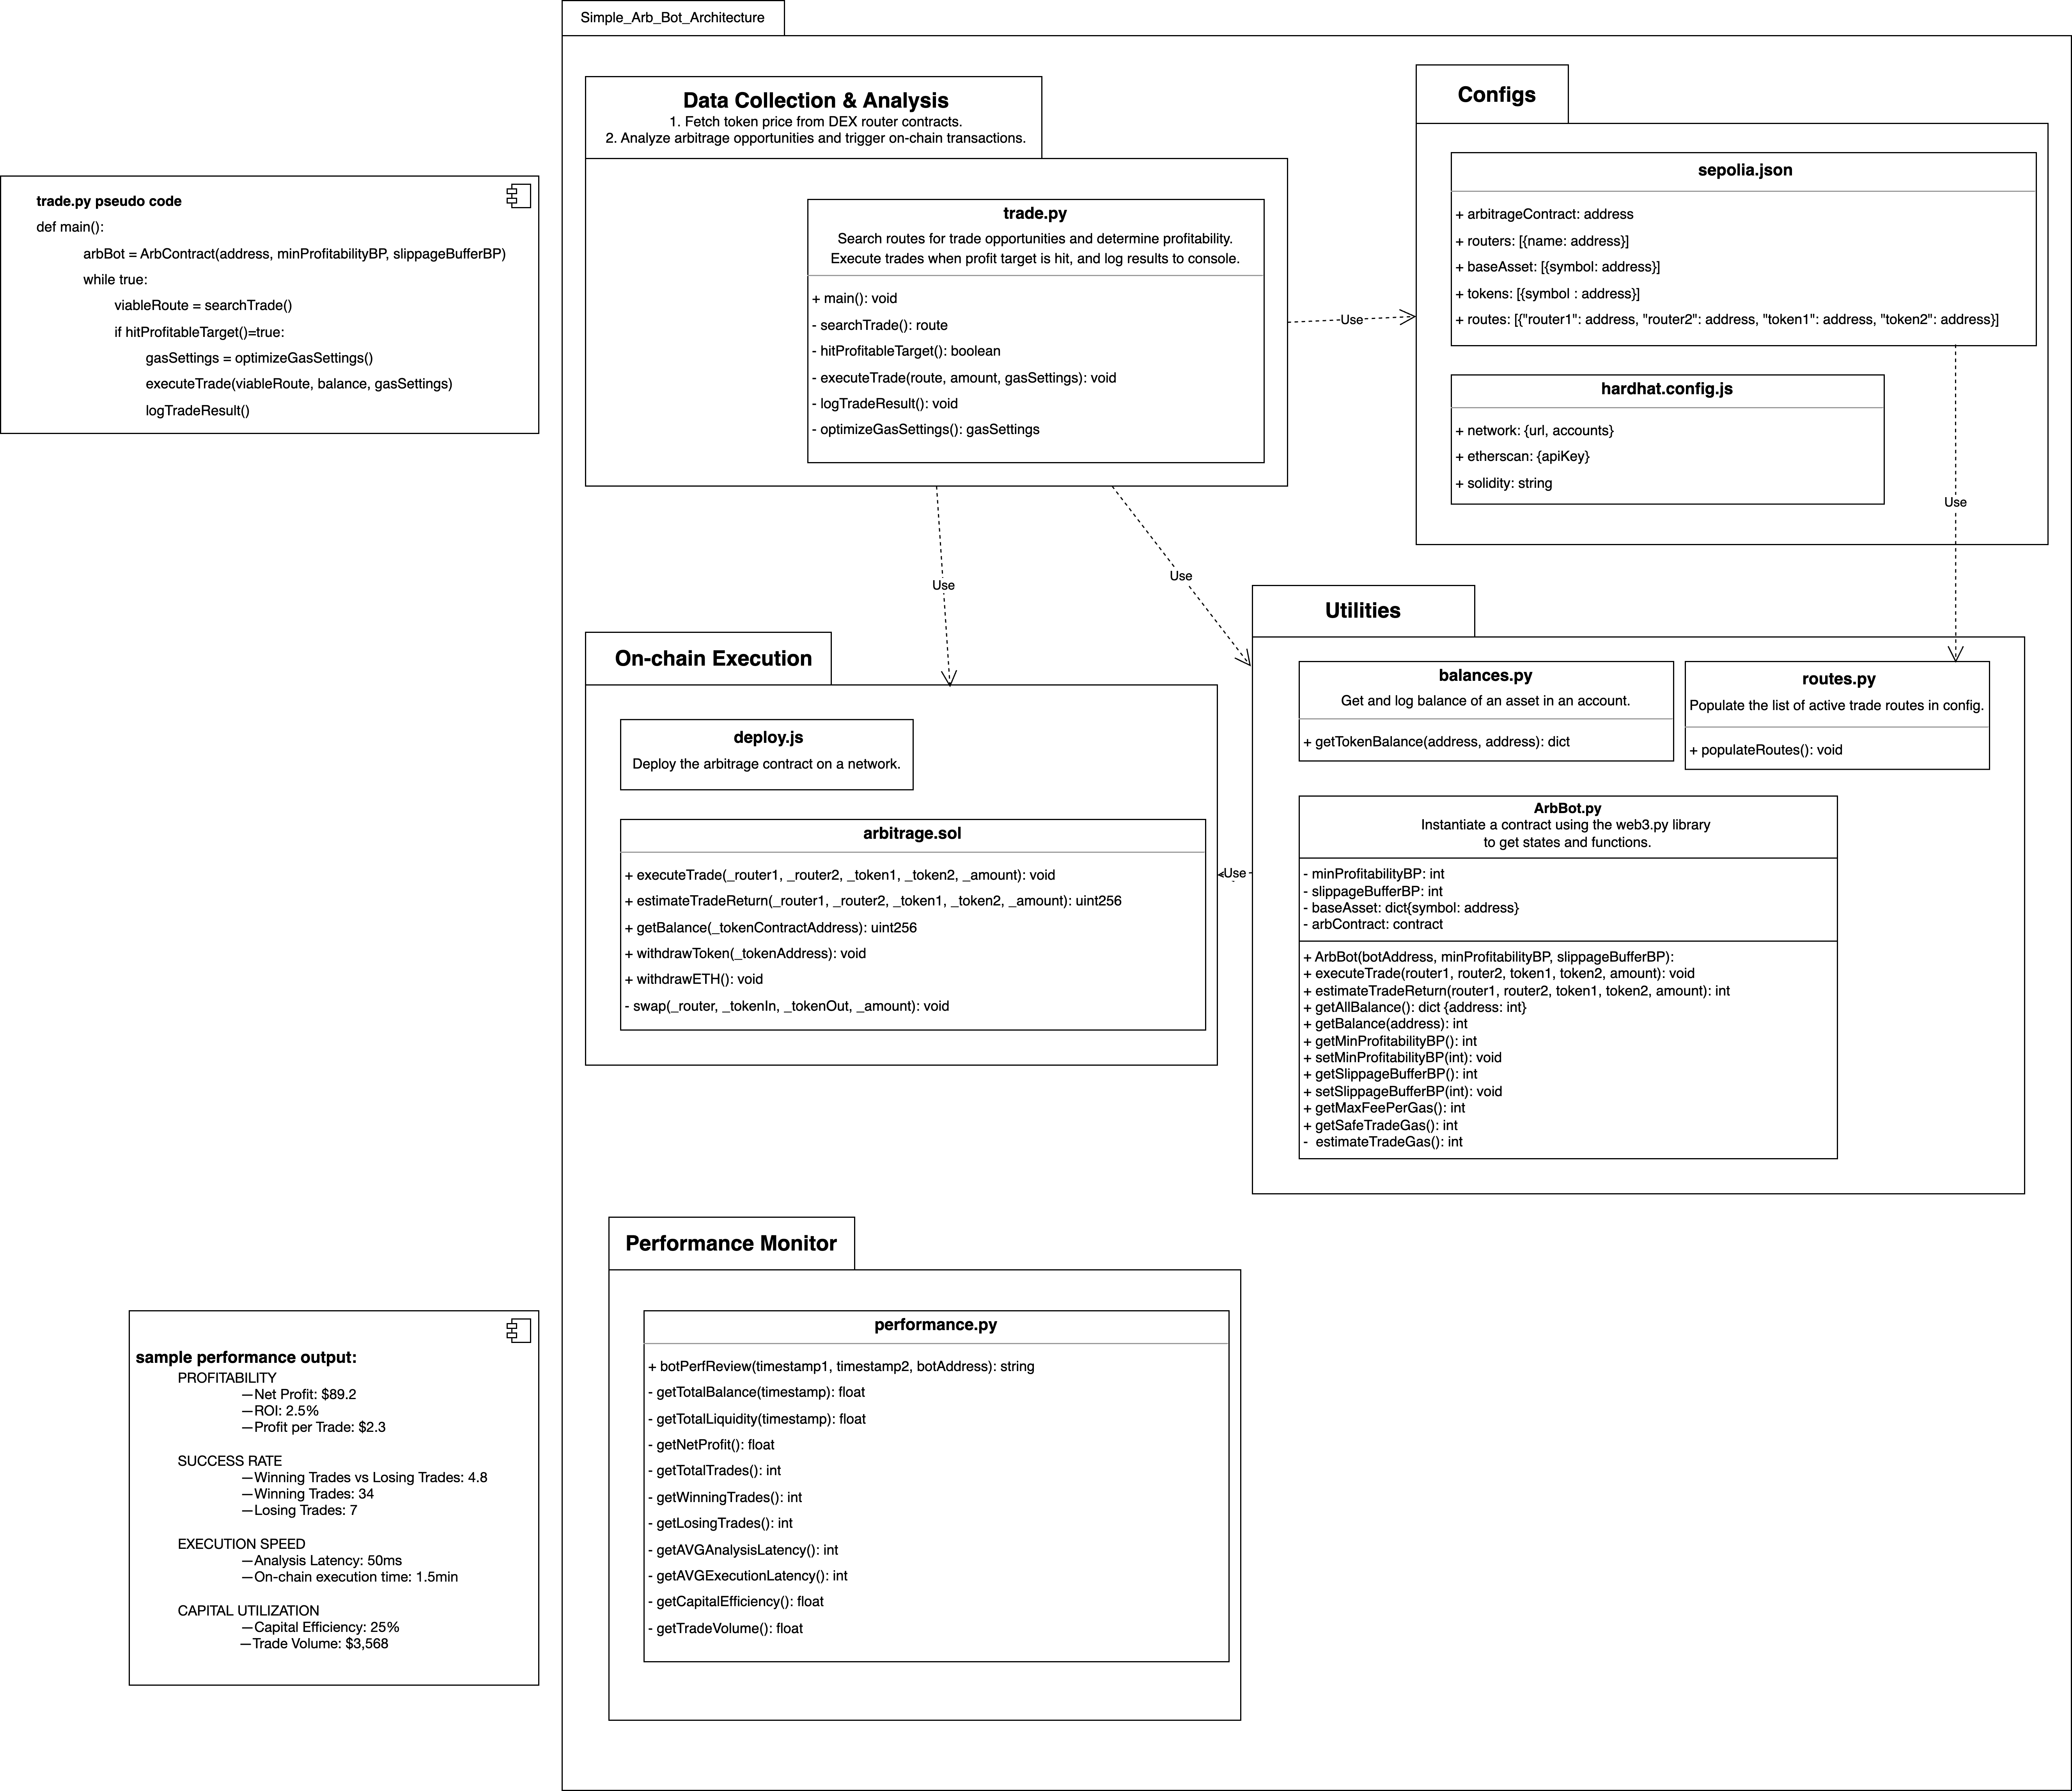 Simple_Arb_Bot_Architecture
Data Collection & Analysis
1. Fetch token price from DEX router contracts.
2. Analyze arbitrage opportunities and trigger on-chain transactions.
trade.py
Search routes for trade opportunities and determine profitability.
Execute trades when profit target is hit, and log results to console.
+ main(): void
- searchTrade(): route
- hitProfitableTarget(): boolean
- executeTrade(route, amount, gasSettings): void
- logTradeResult(): void
- optimizeGasSettings(): gasSettings
Use
Configs
sepolia.json
+ arbitrageContract: address
+ routers: [{name: address}]
+ baseAsset: [{symbol: address}]
+ tokens: [{symbol : address}]
+ routes: [{"router1": address, "router2": address, "token1": address, "token2": address}]
hardhat.config.js
+ network: {url, accounts}
+ etherscan: {apiKey}
+ solidity: string
Use
trade.py pseudo code
def main():
arbBot = ArbContract(address, minProfitabilityBP, slippageBufferBP)
while true:
viableRoute = searchTrade()
if hitProfitableTarget()=true:
gasSettings = optimizeGasSettings()
executeTrade(viableRoute, balance, gasSettings)
logTradeResult()
Use
Use
On-chain Execution
deploy.js
Deploy the arbitrage contract on a network.
arbitrage.sol
+ executeTrade(_router1, _router2, _token1, _token2, _amount): void
+ estimateTradeReturn(_router1, _router2, _token1, _token2, _amount): uint256
+ getBalance(_tokenContractAddress): uint256
+ withdrawToken(_tokenAddress): void
+ withdrawETH(): void
- swap(_router, _tokenIn, _tokenOut, _amount): void
Use
Utilities
balances.py
Get and log balance of an asset in an account.
+ getTokenBalance(address, address): dict
routes.py
Populate the list of active trade routes in config.
+ populateRoutes(): void
ArbBot.py
Instantiate a contract using the web3.py library
to get states and functions.
- minProfitabilityBP: int
- slippageBufferBP: int
- baseAsset: dict{symbol: address}
- arbContract: contract
+ ArbBot(botAddress, minProfitabilityBP, slippageBufferBP):
+ executeTrade(router1, router2, token1, token2, amount): void
+ estimateTradeReturn(router1, router2, token1, token2, amount): int
+ getAllBalance(): dict {address: int}
+ getBalance(address): int
+ getMinProfitabilityBP(): int
+ setMinProfitabilityBP(int): void
+ getSlippageBufferBP(): int
+ setSlippageBufferBP(int): void
+ getMaxFeePerGas(): int
+ getSafeTradeGas(): int
- estimateTradeGas(): int
Performance Monitor
performance.py
+ botPerfReview(timestamp1, timestamp2, botAddress): string
- getTotalBalance(timestamp): float
- getTotalLiquidity(timestamp): float
- getNetProfit(): float
- getTotalTrades(): int
- getWinningTrades(): int
- getLosingTrades(): int
- getAVGAnalysisLatency(): int
- getAVGExecutionLatency(): int
- getCapitalEfficiency(): float
- getTradeVolume(): float
sample performance output:
PROFITABILITY
—Net Profit: $89.2
—ROI: 2.5%
—Profit per Trade: $2.3
SUCCESS RATE
—Winning Trades vs Losing Trades: 4.8
—Winning Trades: 34
—Losing Trades: 7
EXECUTION SPEED
—Analysis Latency: 50ms
—On-chain execution time: 1.5min
CAPITAL UTILIZATION
—Capital Efficiency: 25%
—Trade Volume: $3,568